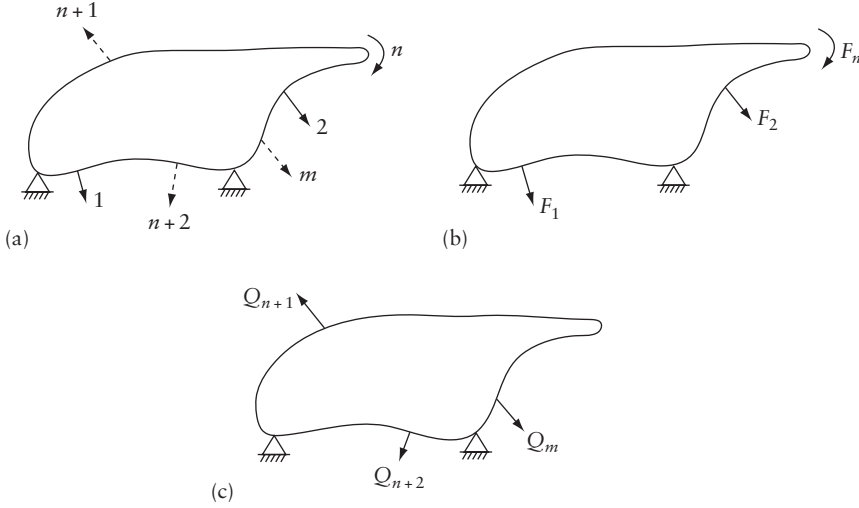 n + 1
n
2
m
1
n + 2
(a)
F_n
F_2
F_1
(b)
Q_{n+1}
Q_m
Q_{n+2}
(c)